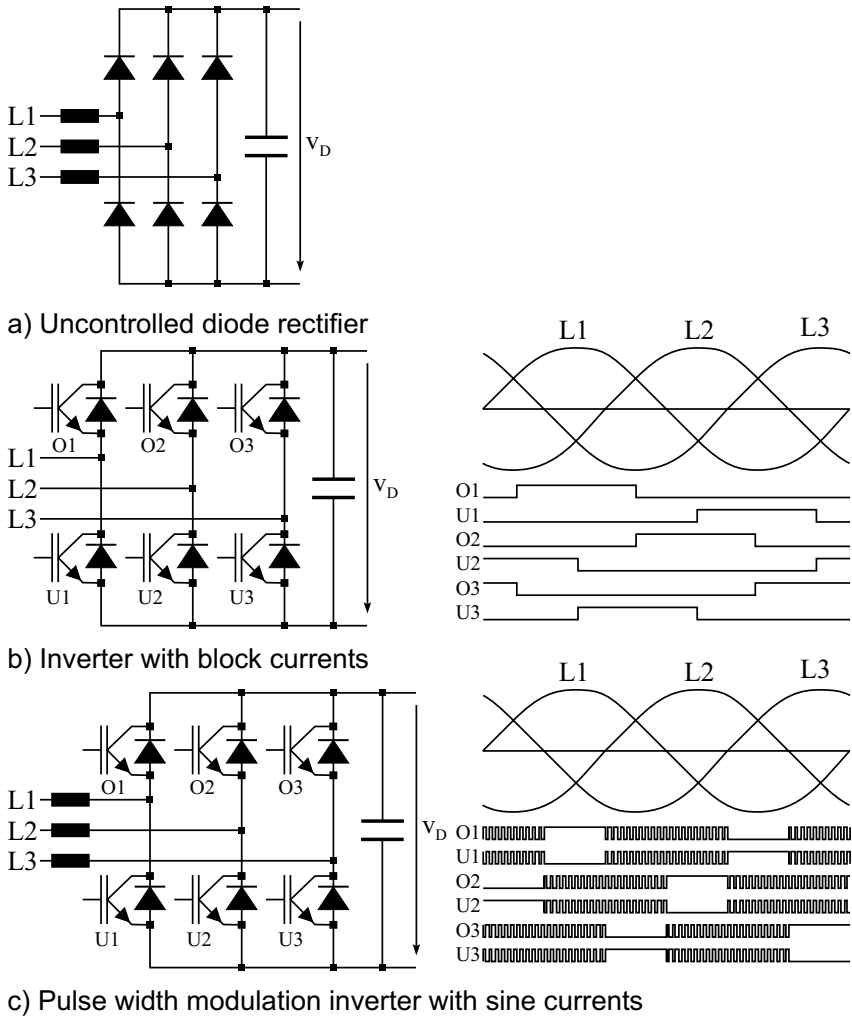 L1
L2
L3
v_D
a) Uncontrolled diode rectifier
O1 O2 O3
L1
L2
L3
v_D
U1 U2 U3
L1 L2 L3
O1
U1
O2
U2
O3
U3
b) Inverter with block currents
O1 O2 O3
L1
L2
L3
v_D
U1 U2 U3
L1 L2 L3
O1
U1
O2
U2
O3
U3
c) Pulse width modulation inverter with sine currents